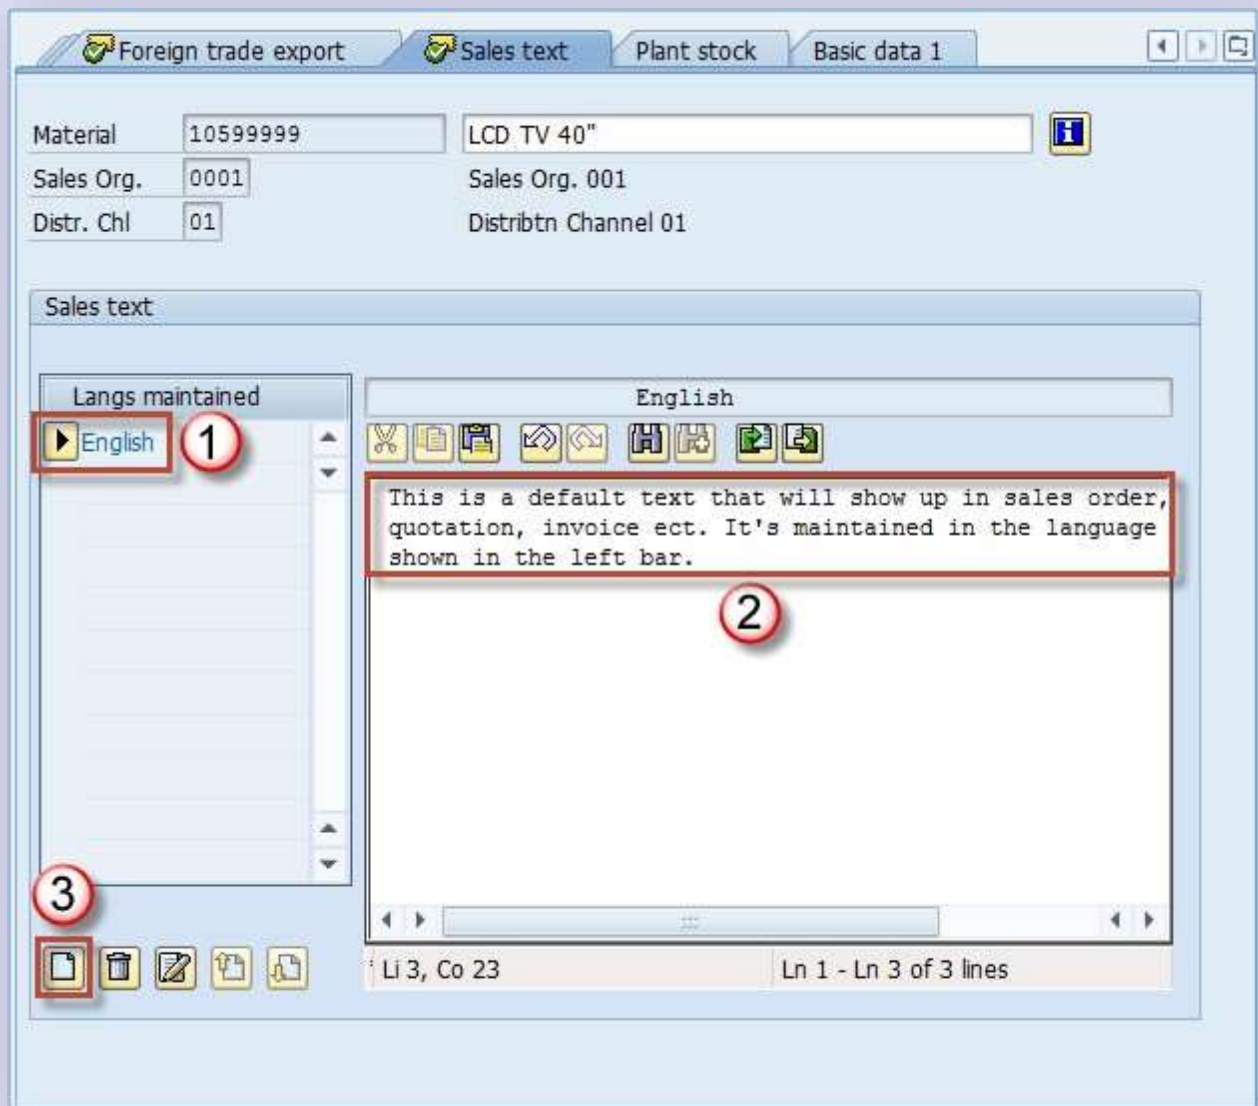 Foreign trade export Sales text Plant stock Basic data 1
Material 10599999 LCD TV 40"
Sales Org. 0001 Sales Org. 001
Distr. Chl 01 Distribtn Channel 01
Sales text
Langs maintained
English
1
English
This is a default text that will show up in sales order,
quotation, invoice ect. It's maintained in the language
shown in the left bar.
2
3
Li 3, Co 23 Ln 1 - Ln 3 of 3 lines